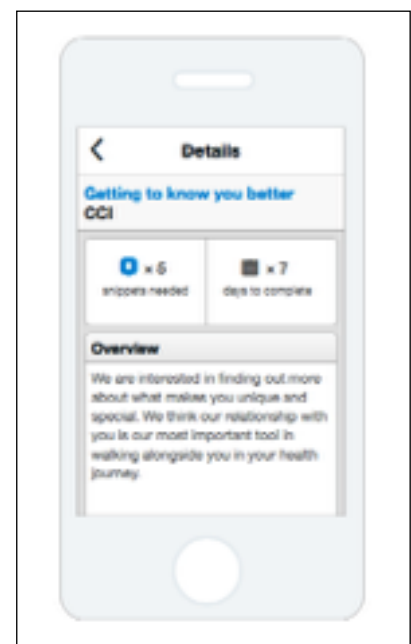 Details
Getting to know you better
CCI
× 5 × 7
snippets needed days to complete
Overview
We are interested in finding out more
about what makes you unique and
special. We think our relationship with
you is our most important tool in
walking alongside you in your health
journey.